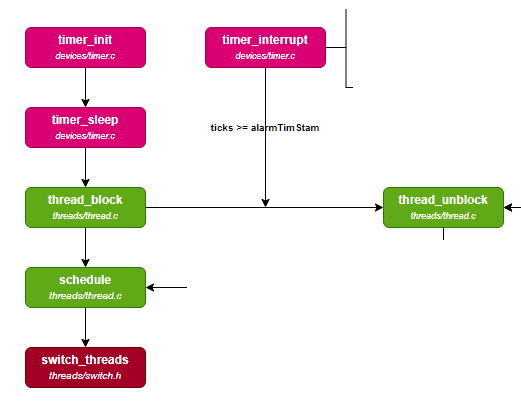 timer_init
devices/timer.c
timer_interrupt
devices/timer.c
timer_sleep
devices/timer.c
ticks >= alarmTimStam
thread_block
threads/thread.c
thread_unblock
threads/thread.c
schedule
threads/thread.c
switch_threads
threads/switch.h